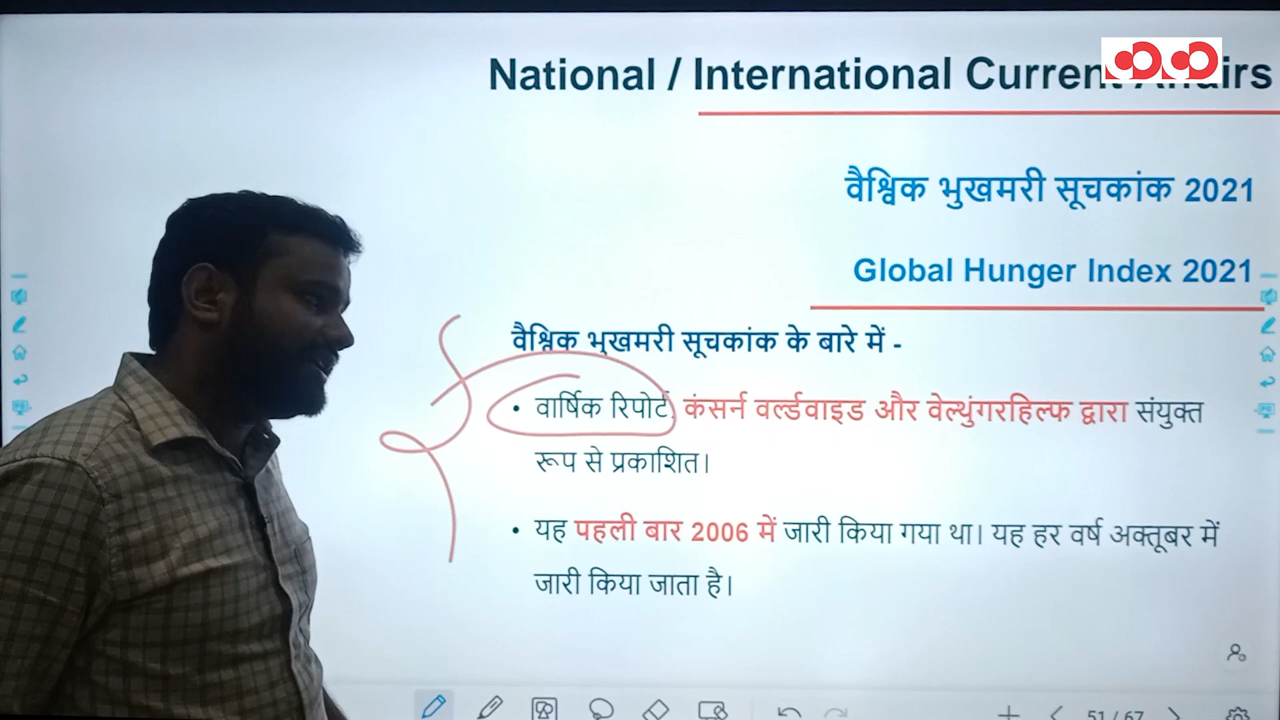 National / International Current Affairs
वैश्विक भुखमरी सूचकांक 2021
Global Hunger Index 2021
वैश्विक भुखमरी सूचकांक के बारे में -
• वार्षिक रिपोर्ट कंसर्न वर्ल्डवाइड और वेल्थुंगरहिल्फ द्वारा संयुक्त
रूप से प्रकाशित।
• यह पहली बार 2006 में जारी किया गया था। यह हर वर्ष अक्तूबर में
जारी किया जाता है।
51 / 67